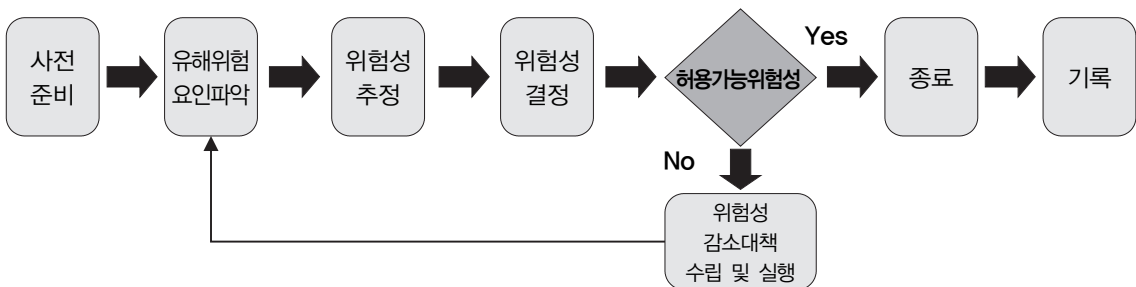 사전
준비
유해위험
요인파악
위험성
추정
위험성
결정
허용가능위험성
Yes
종료
기록
No
위험성
감소대책
수립 및 실행